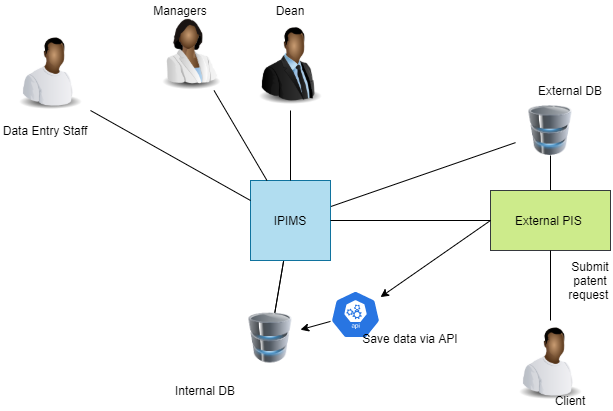 Managers
Dean
External DB
Data Entry Staff
IPIMS
External PIS
Submit
patent
request
api
Save data via API
Internal DB
Client